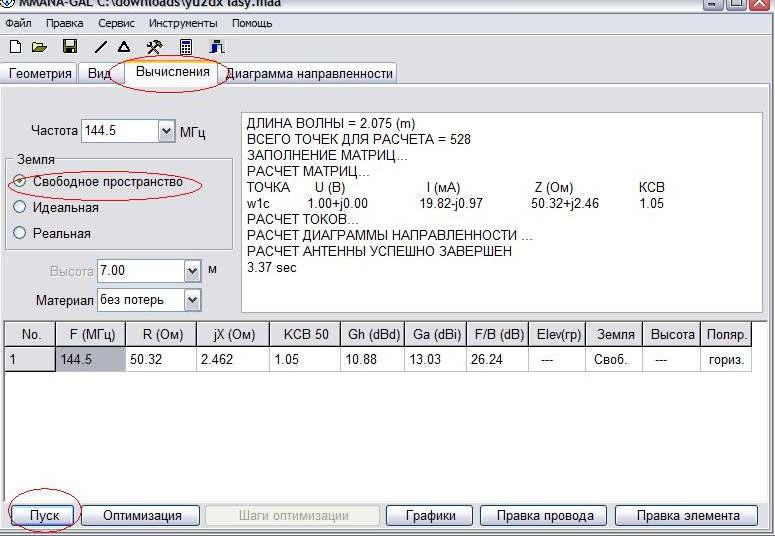 MMANA-GAL C:\downloads\yu7dx lasy.maa
Файл Правка Сервис Инструменты Помощь
Геометрия Вид Вычисления Диаграмма направленности
Частота 144.5 МГц
Земля
Свободное пространство
Идеальная
Реальная
Высота 7.00 м
Материал без потерь
ДЛИНА ВОЛНЫ = 2.075 (m)
ВСЕГО ТОЧЕК ДЛЯ РАСЧЕТА = 528
ЗАПОЛНЕНИЕ МАТРИЦ...
РАСЧЕТ МАТРИЦ...
ТОЧКА U (В) I (мА) Z (Ом) КСВ
w1c 1.00+j0.00 19.82-j0.97 50.32+j2.46 1.05
РАСЧЕТ ТОКОВ...
РАСЧЕТ ДИАГРАММЫ НАПРАВЛЕННОСТИ ...
РАСЧЕТ АНТЕННЫ УСПЕШНО ЗАВЕРШЕН
3.37 sec
No. F (МГц) R (Ом) jX (Ом) КСВ 50 Gh (dBd) Ga (dBi) F/B (dB) Elev(гр) Земля Высота Поляр.
1 144.5 50.32 2.462 1.05 10.88 13.03 26.24 --- Своб. --- гориз.
Пуск Оптимизация Шаги оптимизации Графики Правка провода Правка элемента